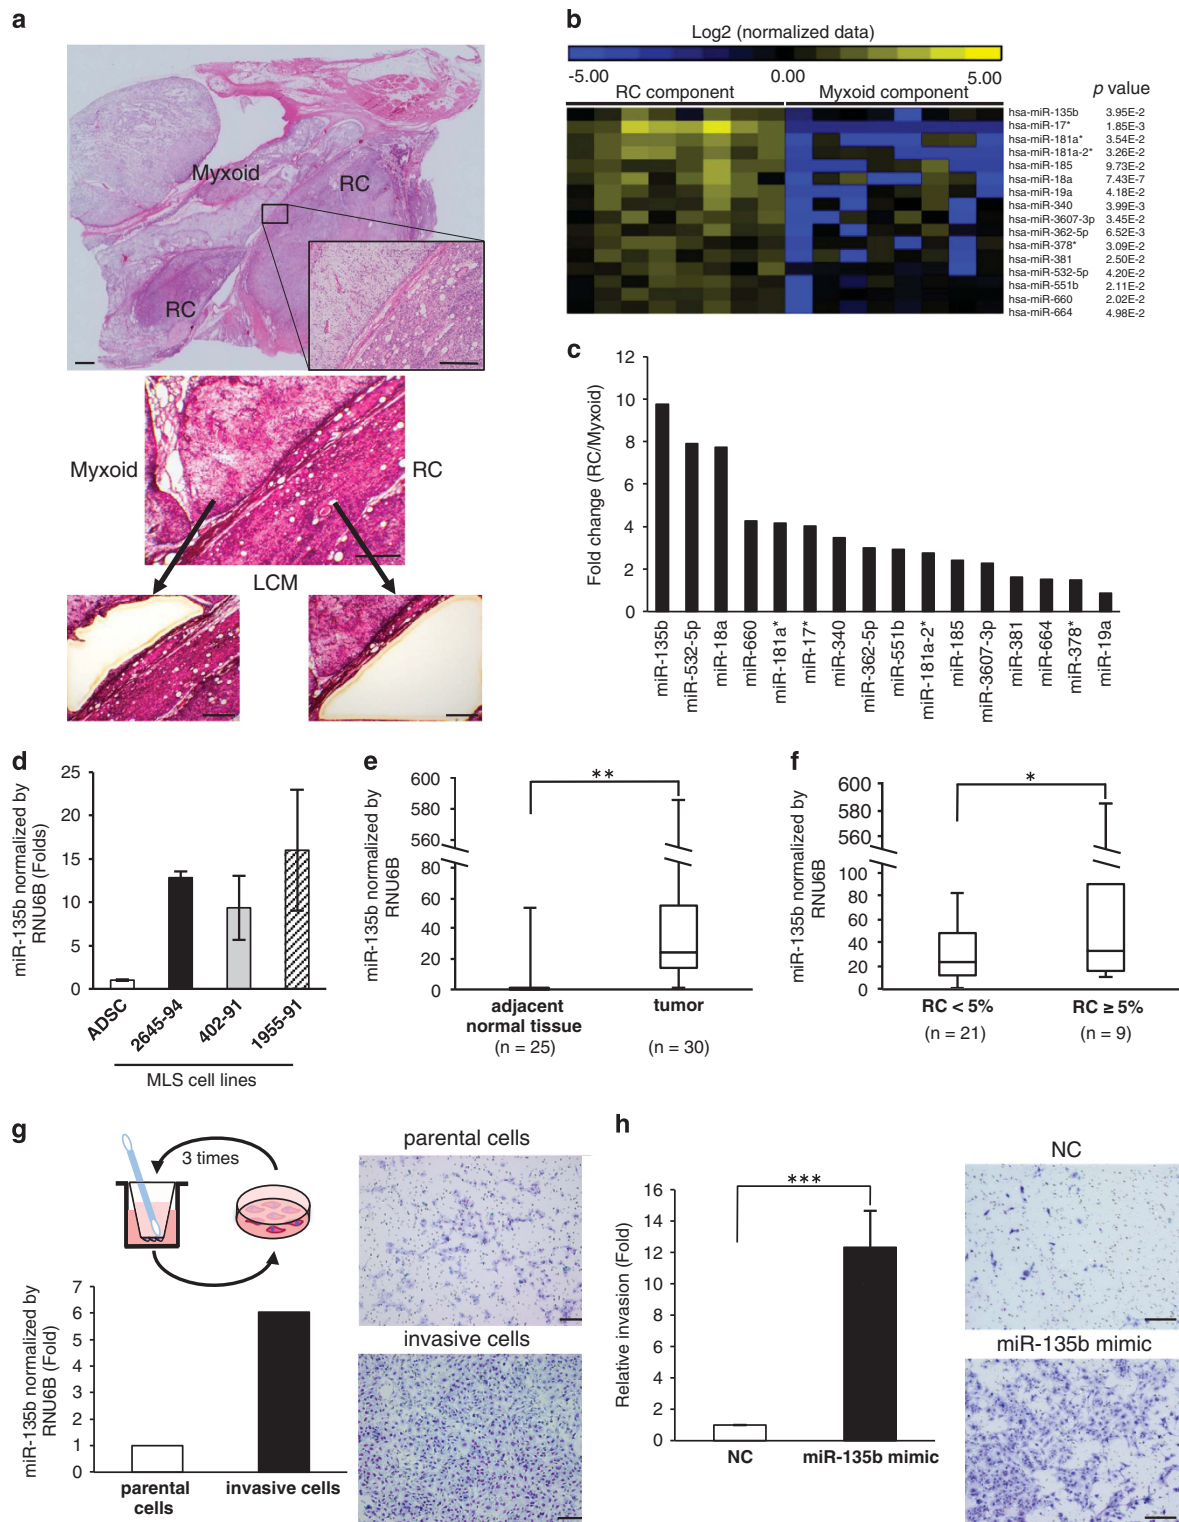 a
Myxoid
RC
RC
Myxoid
RC
LCM
b
Log2 (normalized data)
-5.00 0.00 5.00
RC component Myxoid component p value
hsa-miR-135b 3.95E-2
hsa-miR-17* 1.85E-3
hsa-miR-181a* 3.54E-2
hsa-miR-181a-2* 3.26E-2
hsa-miR-185 9.73E-2
hsa-miR-18a 7.43E-7
hsa-miR-19a 4.18E-2
hsa-miR-340 3.99E-3
hsa-miR-3607-3p 3.45E-2
hsa-miR-362-5p 6.52E-3
hsa-miR-378* 3.09E-2
hsa-miR-381 2.50E-2
hsa-miR-532-5p 4.20E-2
hsa-miR-551b 2.11E-2
hsa-miR-660 2.02E-2
hsa-miR-664 4.98E-2
c
Fold change (RC/Myxoid)
12
10
8
6
4
2
0
miR-135b
miR-532-5p
miR-18a
miR-660
miR-181a*
miR-17*
miR-340
miR-362-5p
miR-551b
miR-181a-2*
miR-185
miR-3607-3p
miR-381
miR-664
miR-378*
miR-19a
d
miR-135b normalized by
RNU6B (Folds)
25
20
15
10
5
0
ADSC
2645-94
402-91
1955-91
MLS cell lines
e
miR-135b normalized by
RNU6B
600
580
560
80
60
40
20
0
**
adjacent
normal tissue
(n = 25)
tumor
(n = 30)
f
miR-135b normalized by
RNU6B
600
580
560
100
80
60
40
20
0
*
RC < 5%
(n = 21)
RC ≥ 5%
(n = 9)
g
3 times
miR-135b normalized by
RNU6B (Fold)
7
6
5
4
3
2
1
0
parental
cells
invasive cells
parental cells
invasive cells
h
Relative invasion (Fold)
16
14
12
10
8
6
4
2
0
***
NC
miR-135b mimic
NC
miR-135b mimic